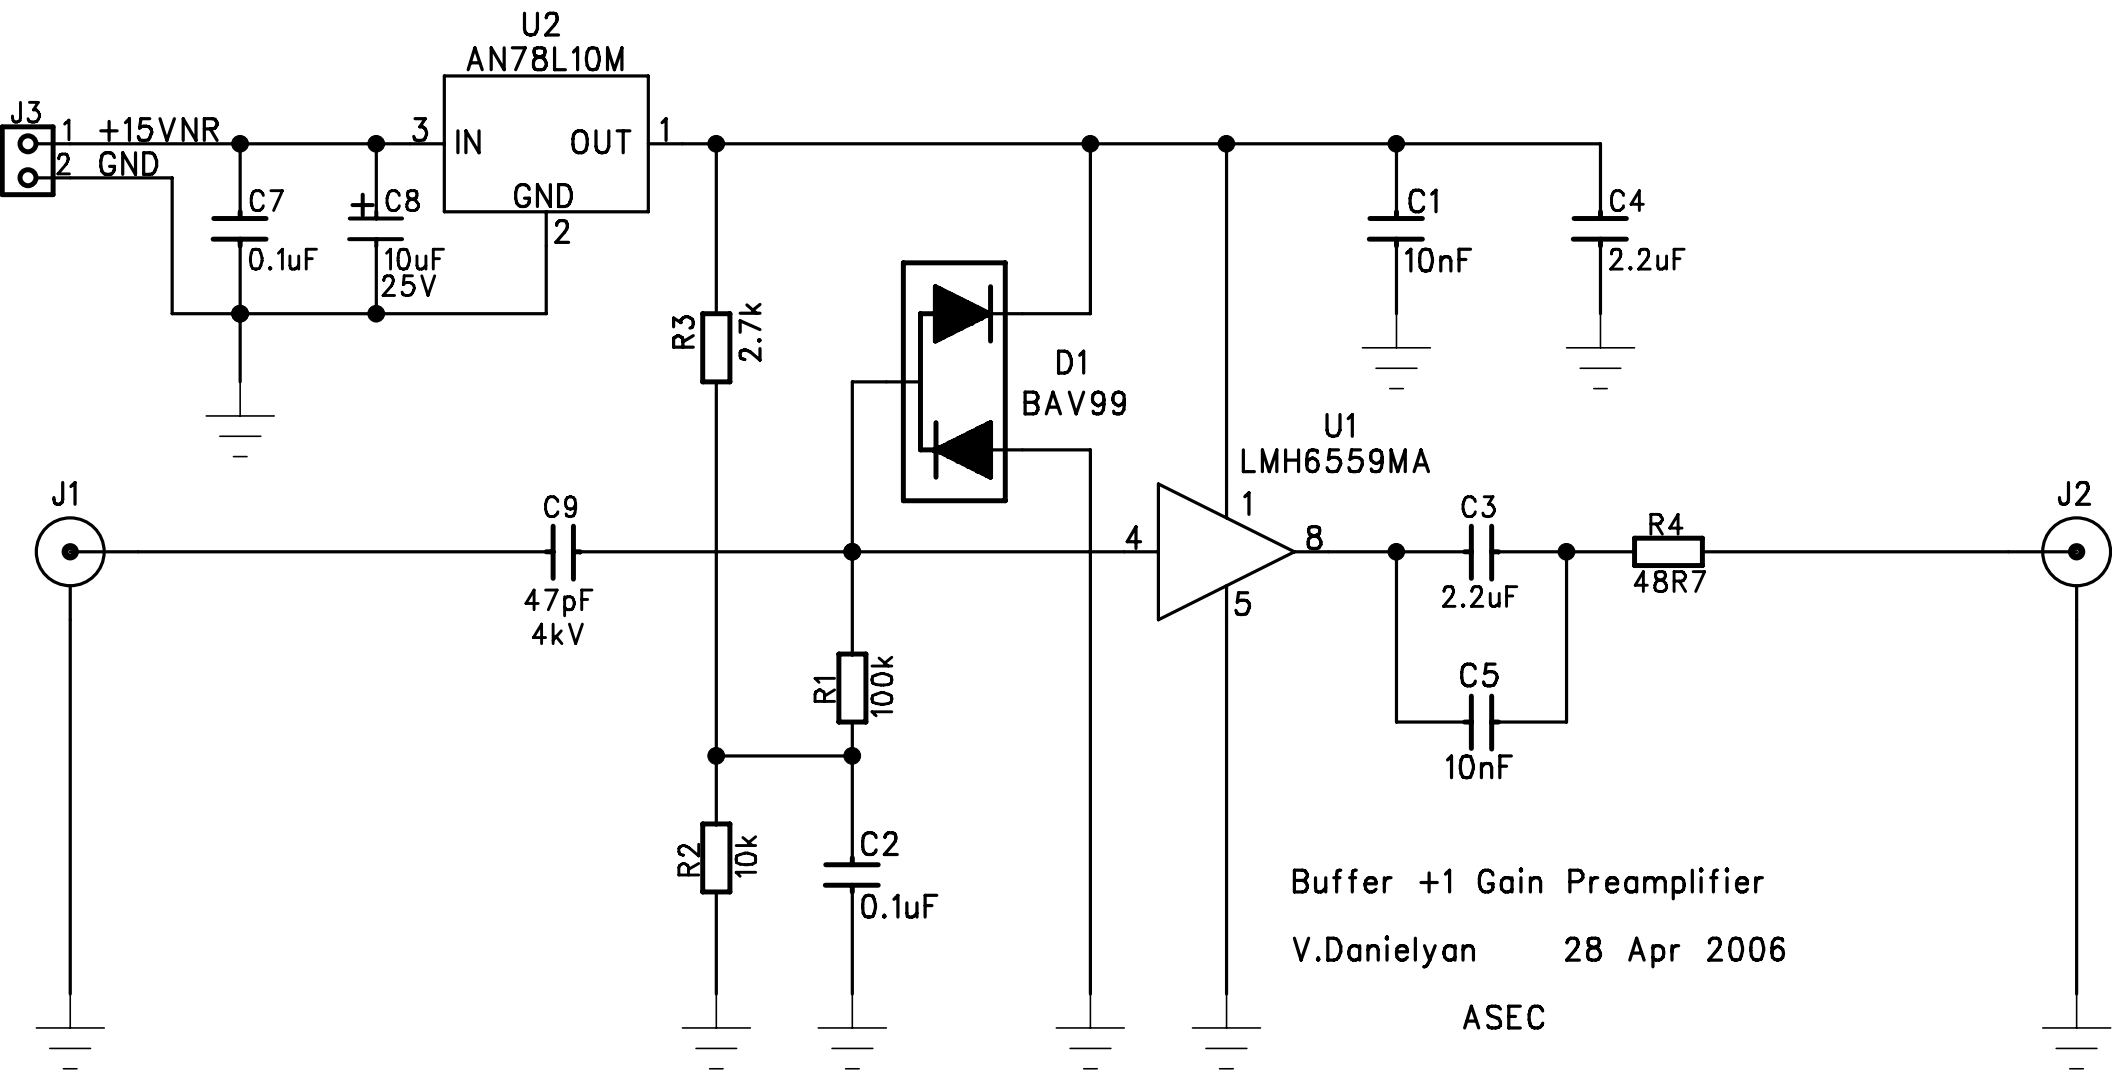 U2
AN78L10M
J3
1 +15VNR
2 GND
3 IN OUT 1
GND
2
C7
0.1uF
+ C8
10uF
25V
C1
10nF
C4
2.2uF
R3
2.7k
D1
BAV99
U1
LMH6559MA
1
4
8
5
J1
C9
47pF
4kV
C3
2.2uF
R4
48R7
J2
R1
100k
C5
10nF
R2
10k
C2
0.1uF
Buffer +1 Gain Preamplifier
V.Danielyan 28 Apr 2006
ASEC